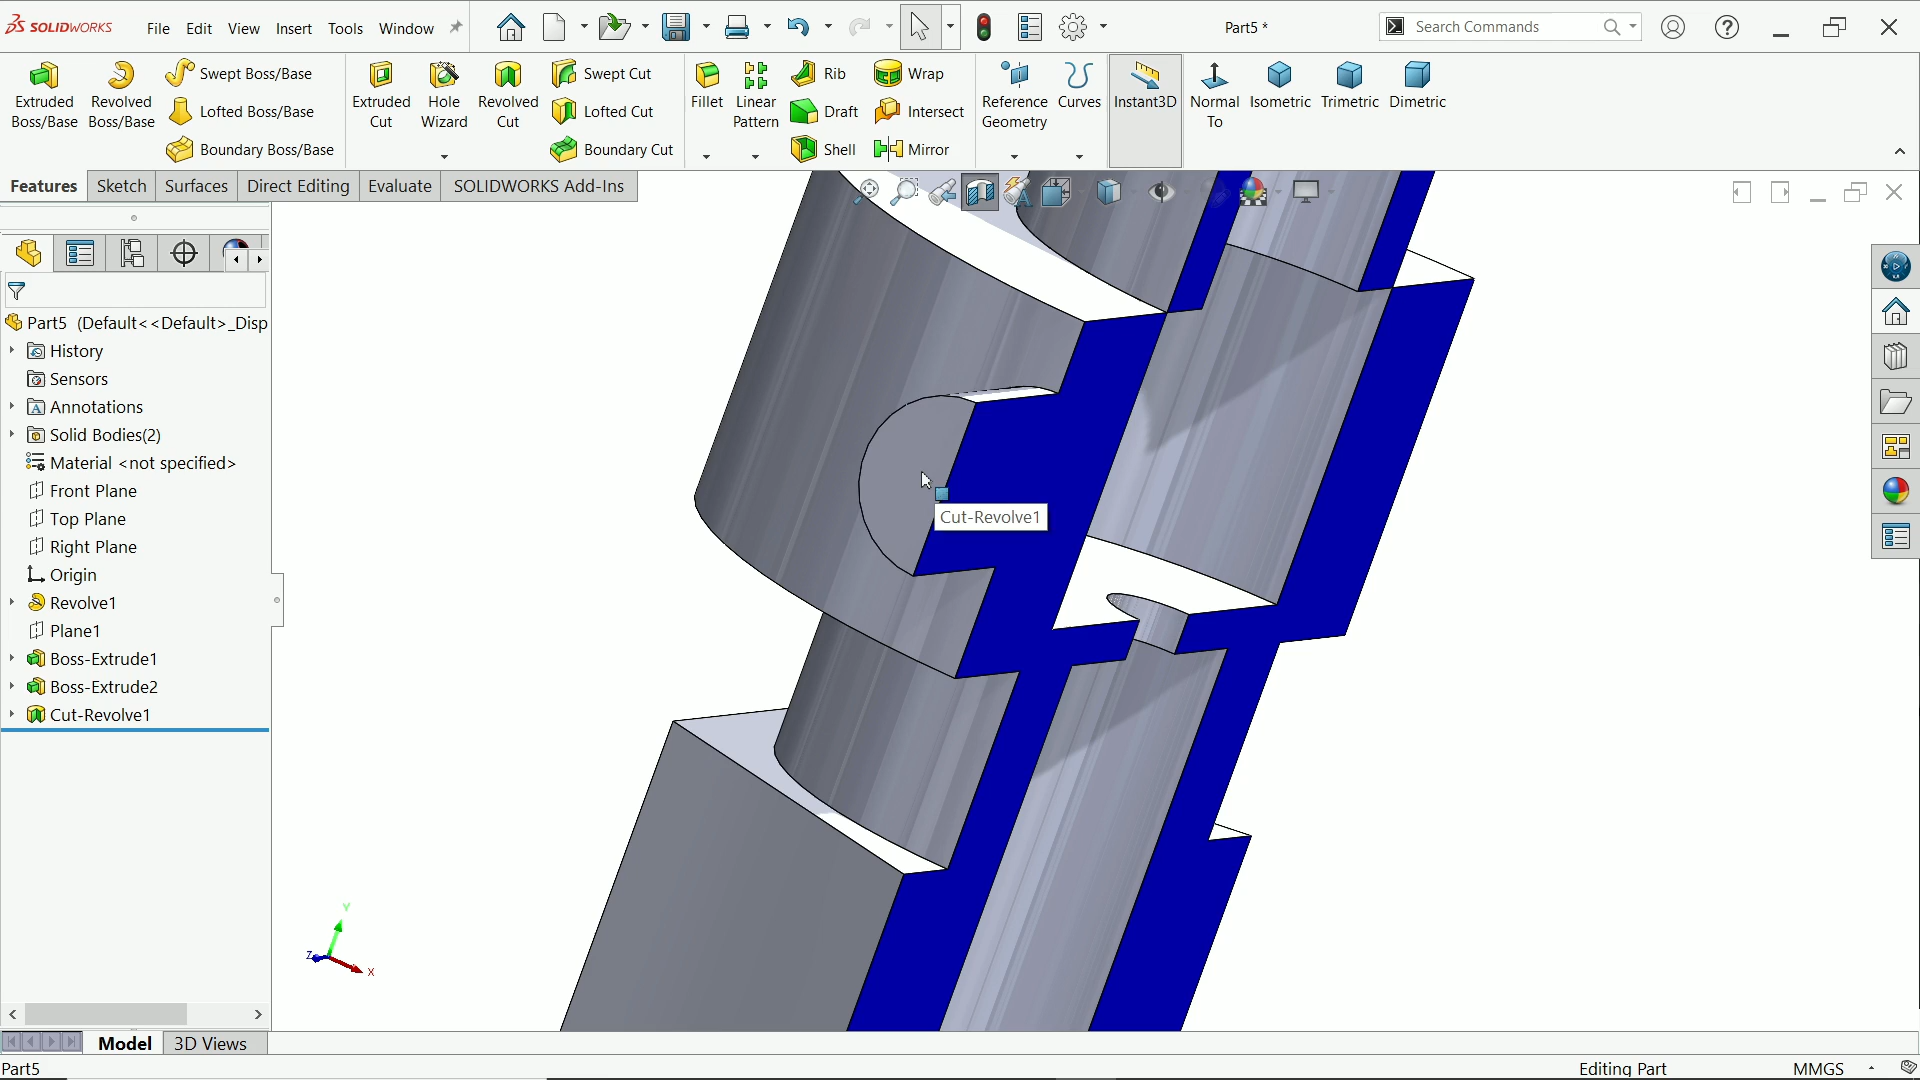 SOLIDWORKS File Edit View Insert Tools Window Part5 * Search Commands
Extruded Boss/Base
Revolved Boss/Base
Swept Boss/Base
Lofted Boss/Base
Boundary Boss/Base
Extruded Cut
Hole Wizard
Revolved Cut
Swept Cut
Lofted Cut
Boundary Cut
Fillet
Linear Pattern
Rib
Draft
Shell
Wrap
Intersect
Mirror
Reference Geometry
Curves
Instant3D
Normal To
Isometric
Trimetric
Dimetric
Features Sketch Surfaces Direct Editing Evaluate SOLIDWORKS Add-Ins
Part5 (Default<<Default>_Disp
History
Sensors
Annotations
Solid Bodies(2)
Material <not specified>
Front Plane
Top Plane
Right Plane
Origin
Revolve1
Plane1
Boss-Extrude1
Boss-Extrude2
Cut-Revolve1
Cut-Revolve1
Y
Z
X
Model 3D Views
Part5 Editing Part MMGS